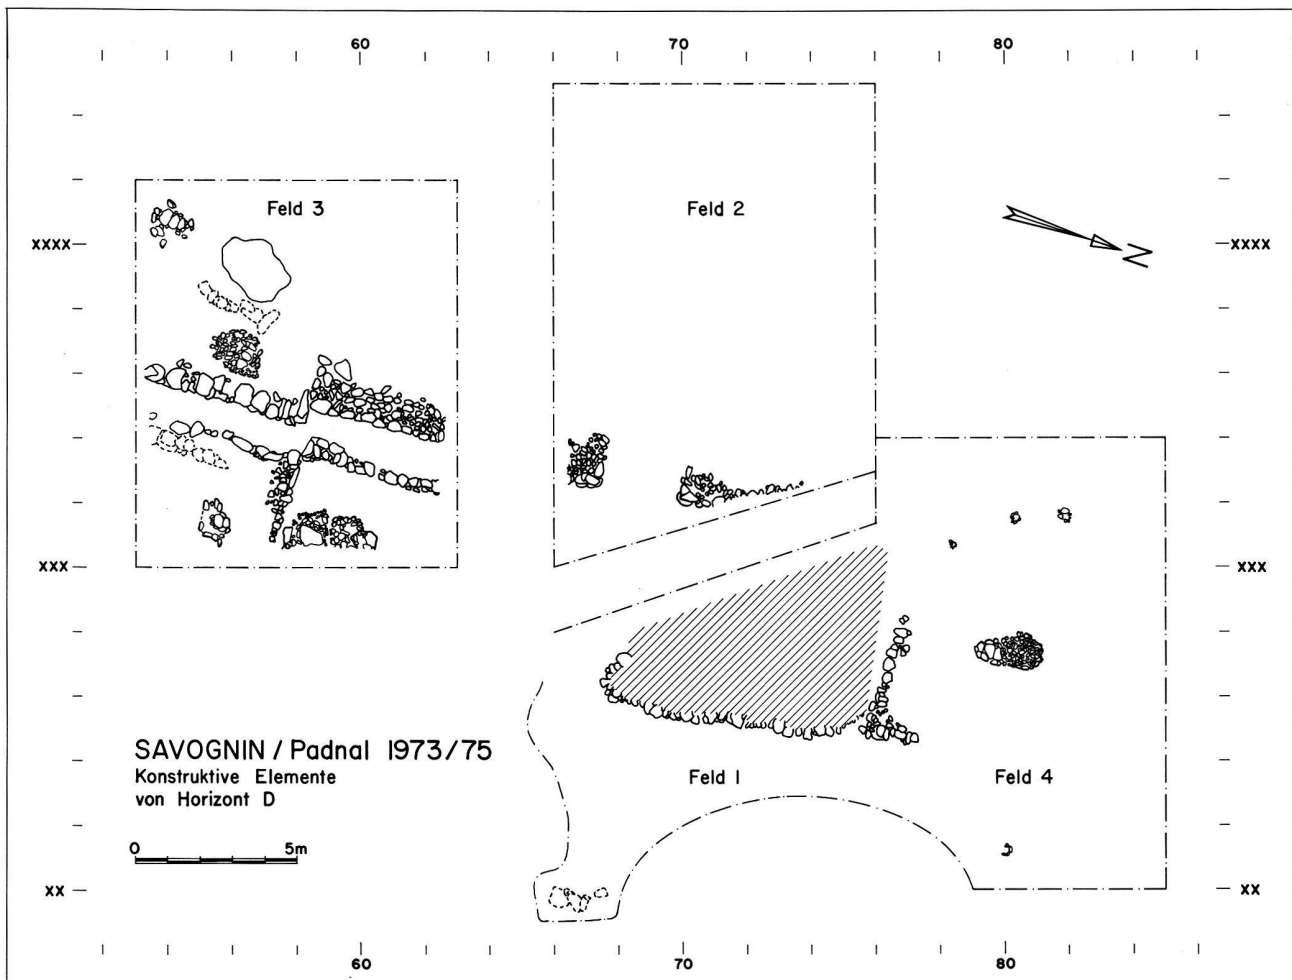 60 70 80
Feld 3 Feld 2
XXXX XXXX
N
XXX XXX
SAVOGNIN / Padnal 1973/75
Konstruktive Elemente
von Horizont D
Feld 1 Feld 4
0 5m
XX XX
60 70 80